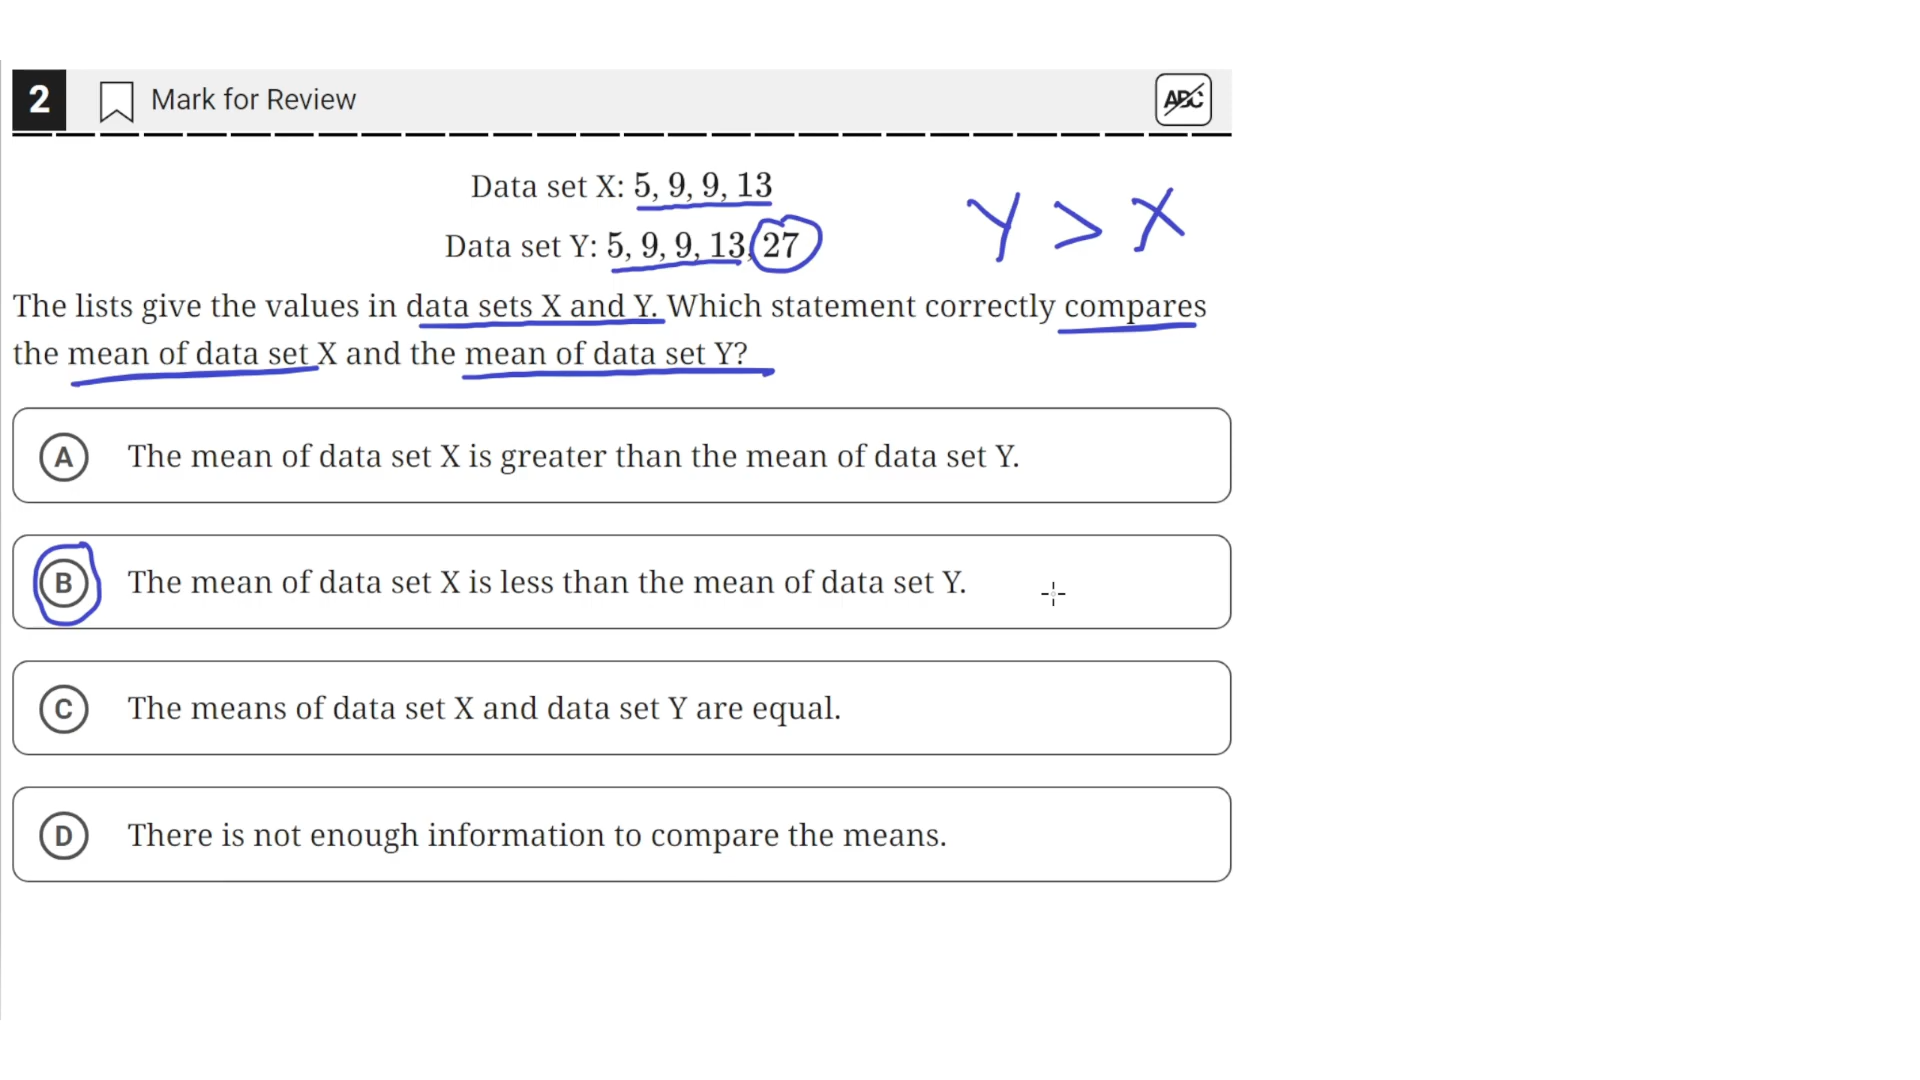 2 Mark for Review ABC
Data set X: 5, 9, 9, 13
Y > X
Data set Y: 5, 9, 9, 13, 27
The lists give the values in data sets X and Y. Which statement correctly compares
the mean of data set X and the mean of data set Y?
A The mean of data set X is greater than the mean of data set Y.
B The mean of data set X is less than the mean of data set Y.
C The means of data set X and data set Y are equal.
D There is not enough information to compare the means.